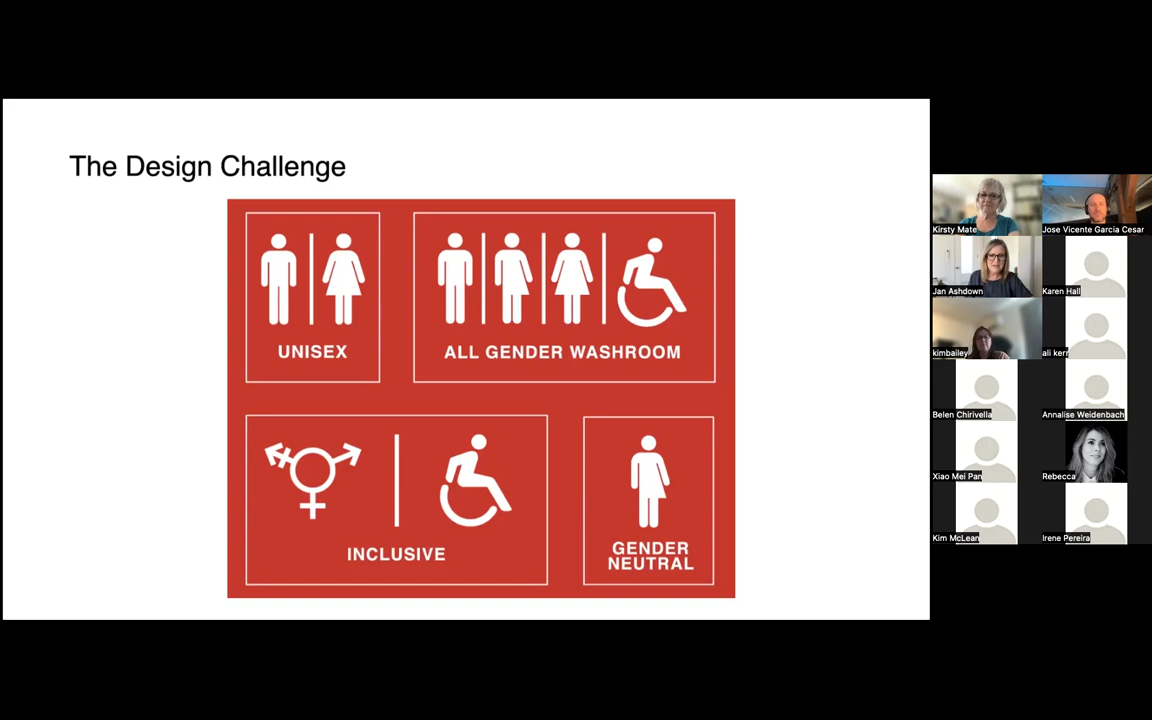 The Design Challenge
UNISEX
ALL GENDER WASHROOM
INCLUSIVE
GENDER
NEUTRAL
Kirsty Mate
Jose Vicente Garcia Cesar
Jan Ashdown
Karen Hall
kimbailey
ali kerr
Belen Chirivella
Annalise Weidenbach
Xiao Mei Pan
Rebecca
Kim McLean
Irene Pereira